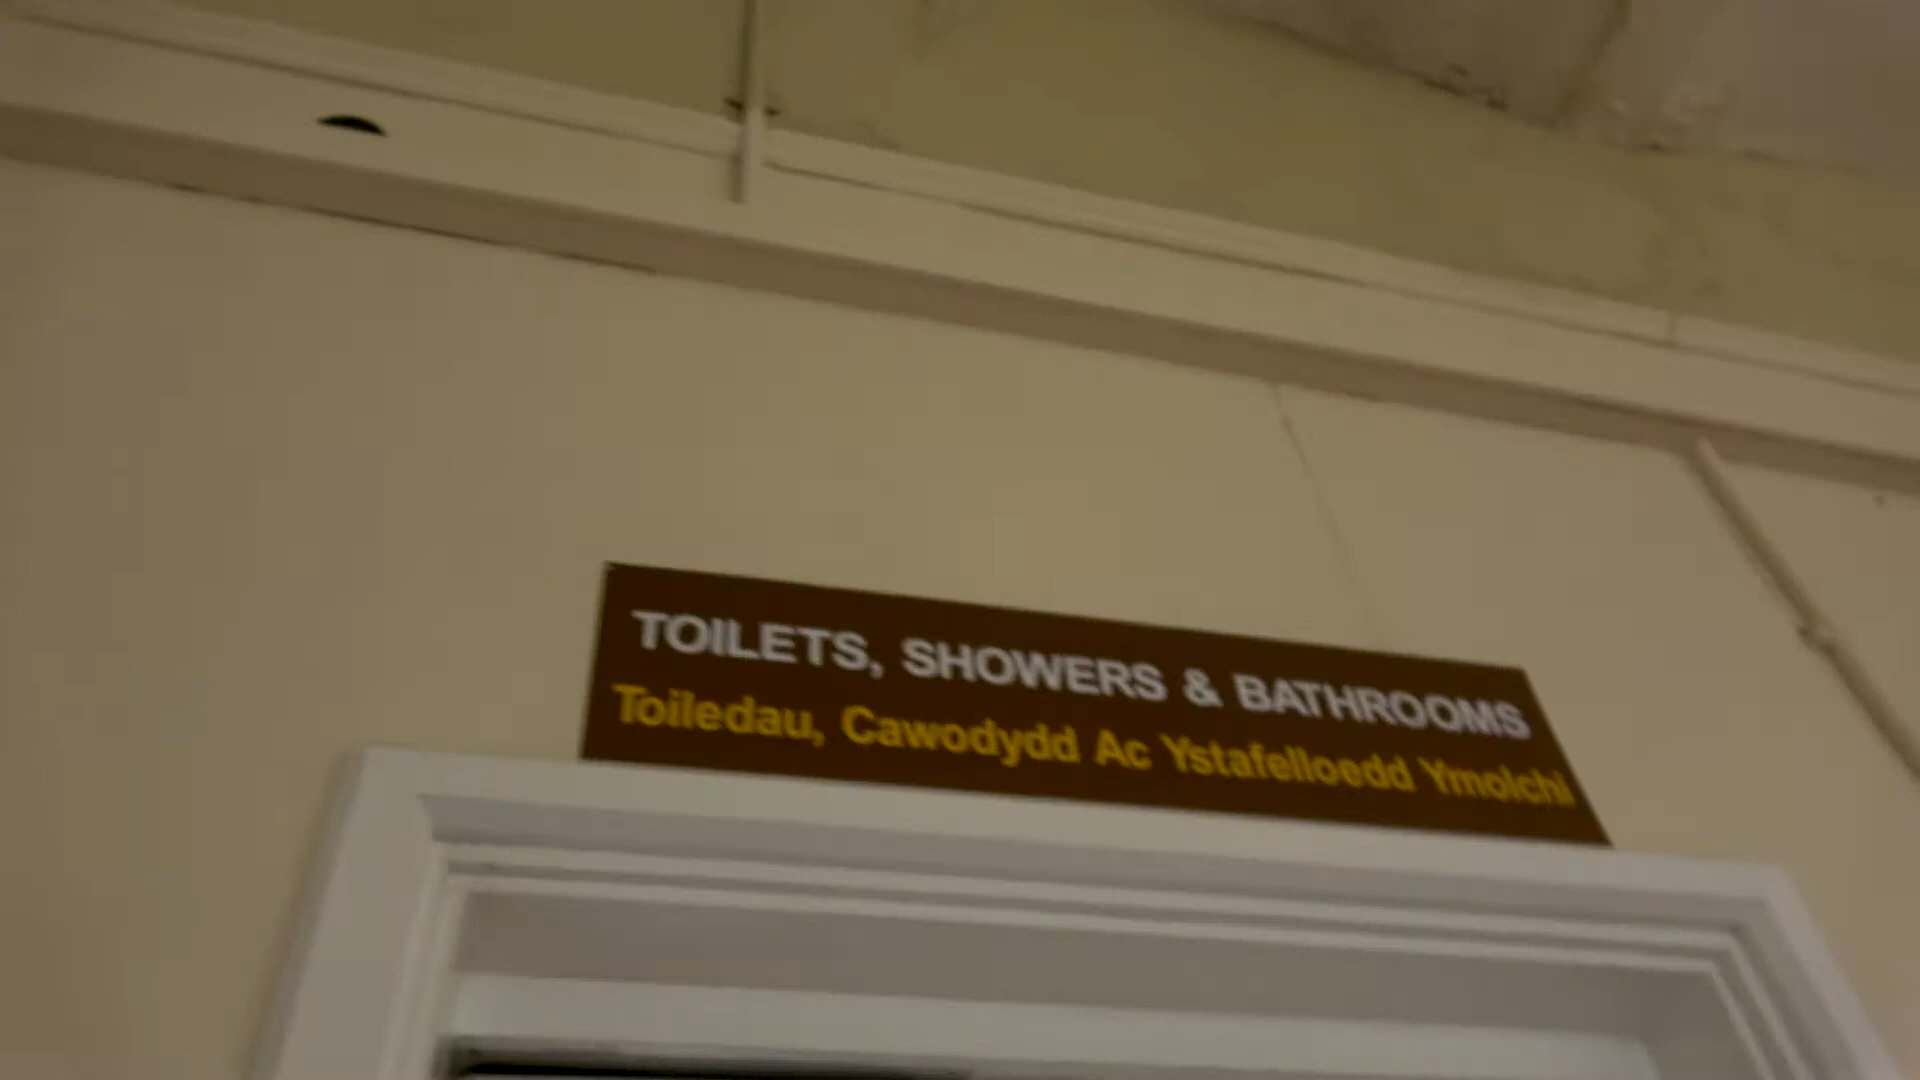 TOILETS, SHOWERS & BATHROOMS
Toiledau, Cawodydd Ac Ystafelloedd Ymolchi